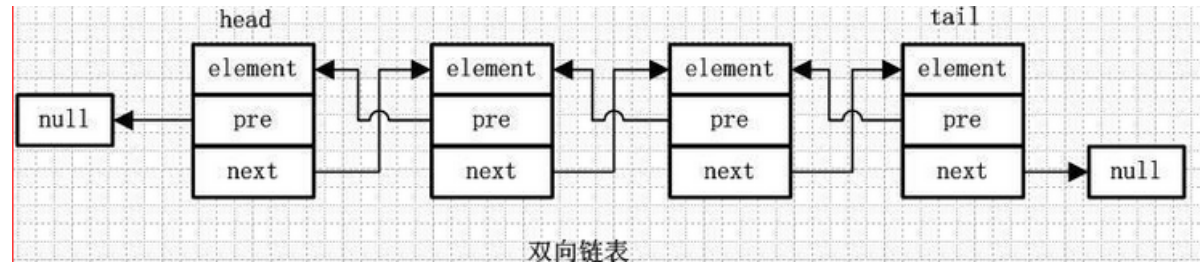 head tail
element element element element
null pre pre pre pre
next next next next null
双向链表